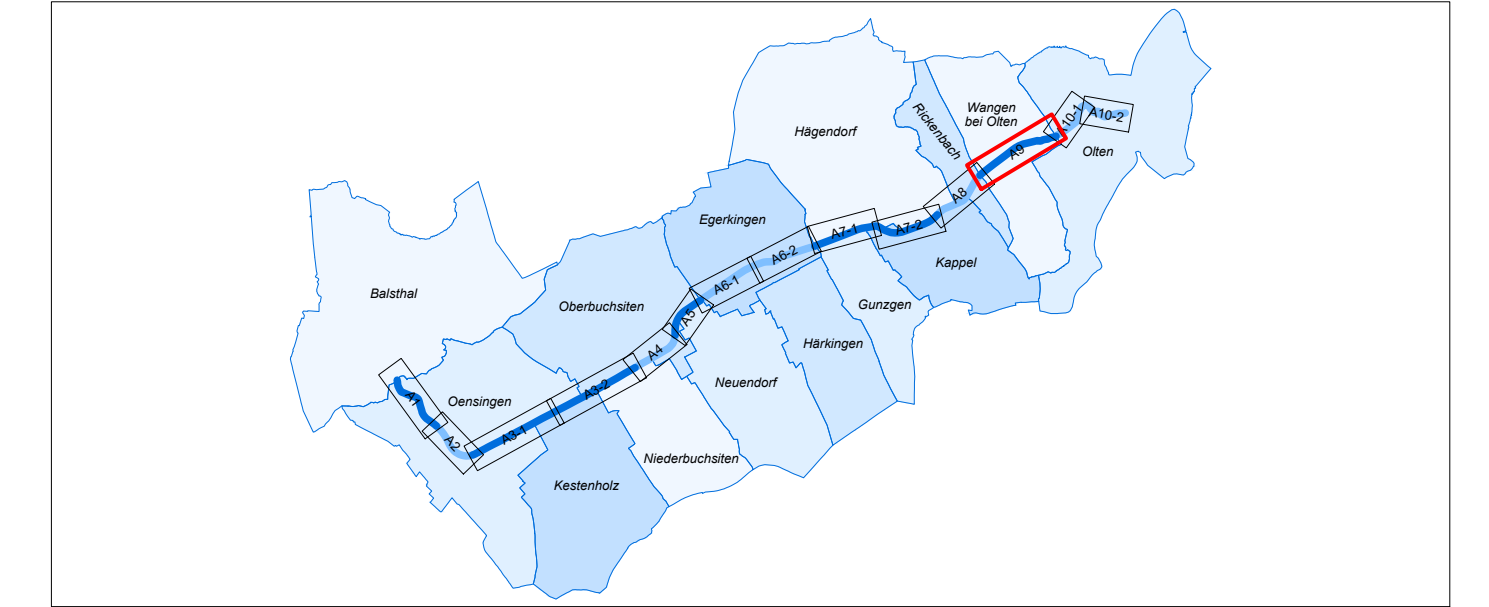 Hägendorf
Rickenbach
Wangen
bei Olten
A10-1
A10-2
Olten
A9
A8
Egerkingen
A7-1
A7-2
A6-2
A6-1
Kappel
Balsthal
Oberbuchsiten
Gunzgen
A5
Härkingen
A4
Neuendorf
A3-2
Oensingen
A1
A3-1
A2
Niederbuchsiten
Kestenholz